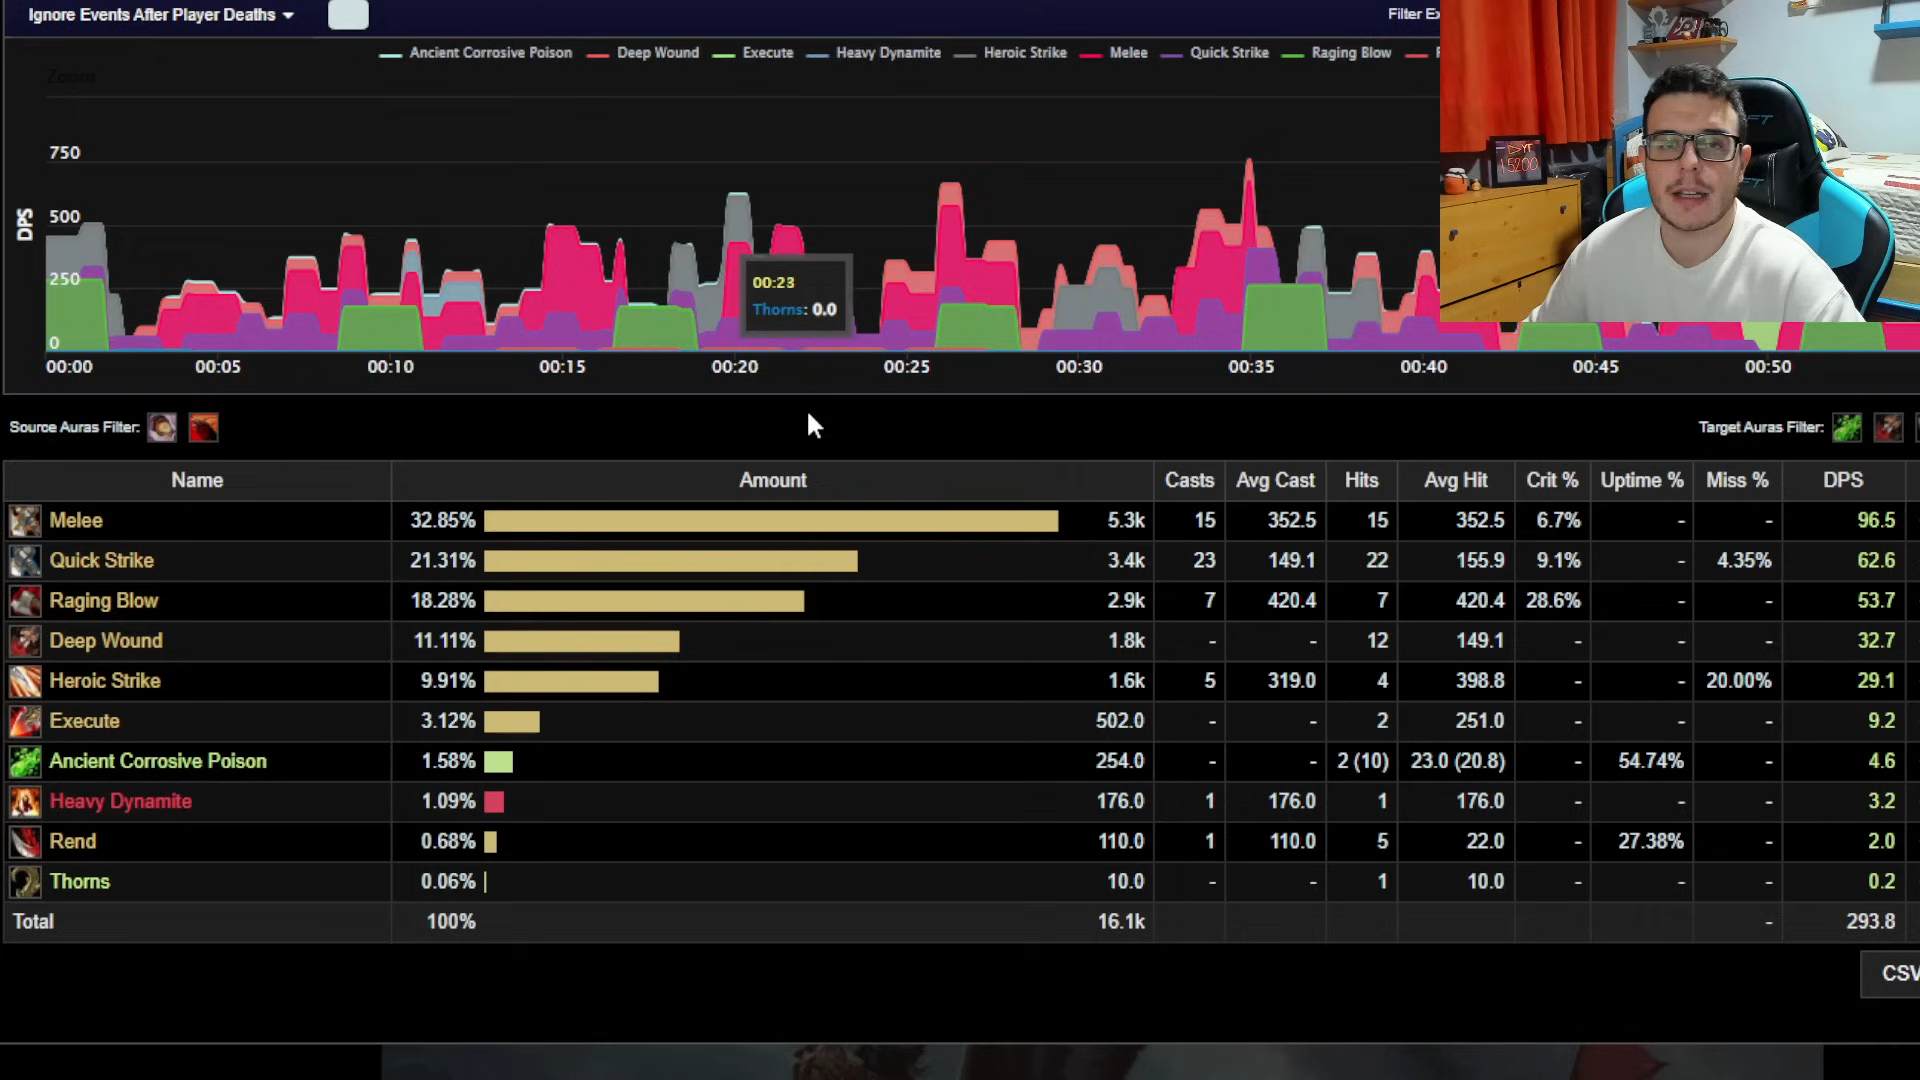 Ignore Events After Player Deaths
Filter Ex
Ancient Corrosive Poison Deep Wound Execute Heavy Dynamite Heroic Strike Melee Quick Strike Raging Blow
Zoom
DPS
750
500
250
0
00:23
Thorns: 0.0
00:00 00:05 00:10 00:15 00:20 00:25 00:30 00:35 00:40 00:45 00:50
YT
15200
Source Auras Filter:
Target Auras Filter:
Name Amount Casts Avg Cast Hits Avg Hit Crit % Uptime % Miss % DPS
Melee 32.85% 5.3k 15 352.5 15 352.5 6.7% - - 96.5
Quick Strike 21.31% 3.4k 23 149.1 22 155.9 9.1% - 4.35% 62.6
Raging Blow 18.28% 2.9k 7 420.4 7 420.4 28.6% - - 53.7
Deep Wound 11.11% 1.8k - - 12 149.1 - - - 32.7
Heroic Strike 9.91% 1.6k 5 319.0 4 398.8 - - 20.00% 29.1
Execute 3.12% 502.0 - - 2 251.0 - - - 9.2
Ancient Corrosive Poison 1.58% 254.0 - - 2 (10) 23.0 (20.8) - 54.74% - 4.6
Heavy Dynamite 1.09% 176.0 1 176.0 1 176.0 - - - 3.2
Rend 0.68% 110.0 1 110.0 5 22.0 - 27.38% - 2.0
Thorns 0.06% 10.0 - - 1 10.0 - - - 0.2
Total 100% 16.1k - 293.8
CSV